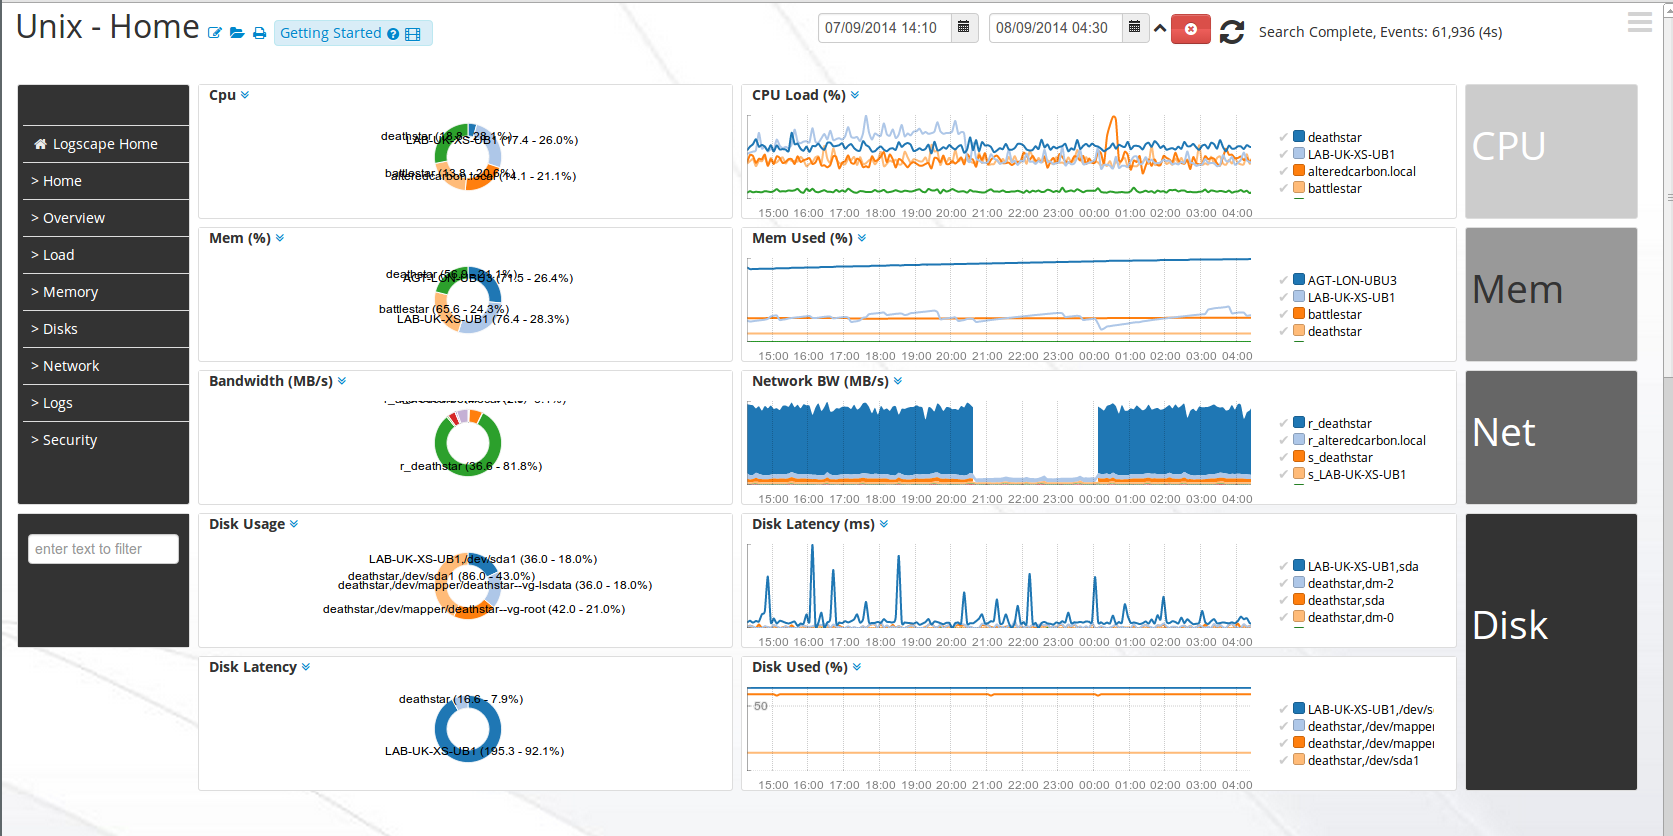 Unix - Home
Getting Started
07/09/2014 14:10
08/09/2014 04:30
Search Complete, Events: 61,936 (4s)
Logscape Home
> Home
> Overview
> Load
> Memory
> Disks
> Network
> Logs
> Security
enter text to filter
Cpu
deathstar
LAB-UK-XS-UB1 (77.4 - 26.0%)
battlestar (13.8 - 20.6%)
alteredcarbon.local (14.1 - 21.1%)
CPU Load (%)
15:00 16:00 17:00 18:00 19:00 20:00 21:00 22:00 23:00 00:00 01:00 02:00 03:00 04:00
deathstar
LAB-UK-XS-UB1
alteredcarbon.local
battlestar
CPU
Mem (%)
deathstar
AGT-LON-UBU3 (71.5 - 26.4%)
battlestar (65.6 - 24.3%)
LAB-UK-XS-UB1 (76.4 - 28.3%)
Mem Used (%)
15:00 16:00 17:00 18:00 19:00 20:00 21:00 22:00 23:00 00:00 01:00 02:00 03:00 04:00
AGT-LON-UBU3
LAB-UK-XS-UB1
battlestar
deathstar
Mem
Bandwidth (MB/s)
r_deathstar (36.6 - 81.8%)
Network BW (MB/s)
15:00 16:00 17:00 18:00 19:00 20:00 21:00 22:00 23:00 00:00 01:00 02:00 03:00 04:00
r_deathstar
r_alteredcarbon.local
s_deathstar
s_LAB-UK-XS-UB1
Net
Disk Usage
LAB-UK-XS-UB1,/dev/sda1 (36.0 - 18.0%)
deathstar,/dev/sda1 (86.0 - 43.0%)
deathstar,/dev/mapper/deathstar--vg-lsdata (36.0 - 18.0%)
deathstar,/dev/mapper/deathstar--vg-root (42.0 - 21.0%)
Disk Latency (ms)
15:00 16:00 17:00 18:00 19:00 20:00 21:00 22:00 23:00 00:00 01:00 02:00 03:00 04:00
LAB-UK-XS-UB1,sda
deathstar,dm-2
deathstar,sda
deathstar,dm-0
Disk
Disk Latency
deathstar (16.6 - 7.9%)
LAB-UK-XS-UB1 (195.3 - 92.1%)
Disk Used (%)
50
15:00 16:00 17:00 18:00 19:00 20:00 21:00 22:00 23:00 00:00 01:00 02:00 03:00 04:00
LAB-UK-XS-UB1,/dev/s
deathstar,/dev/mapper
deathstar,/dev/mapper
deathstar,/dev/sda1